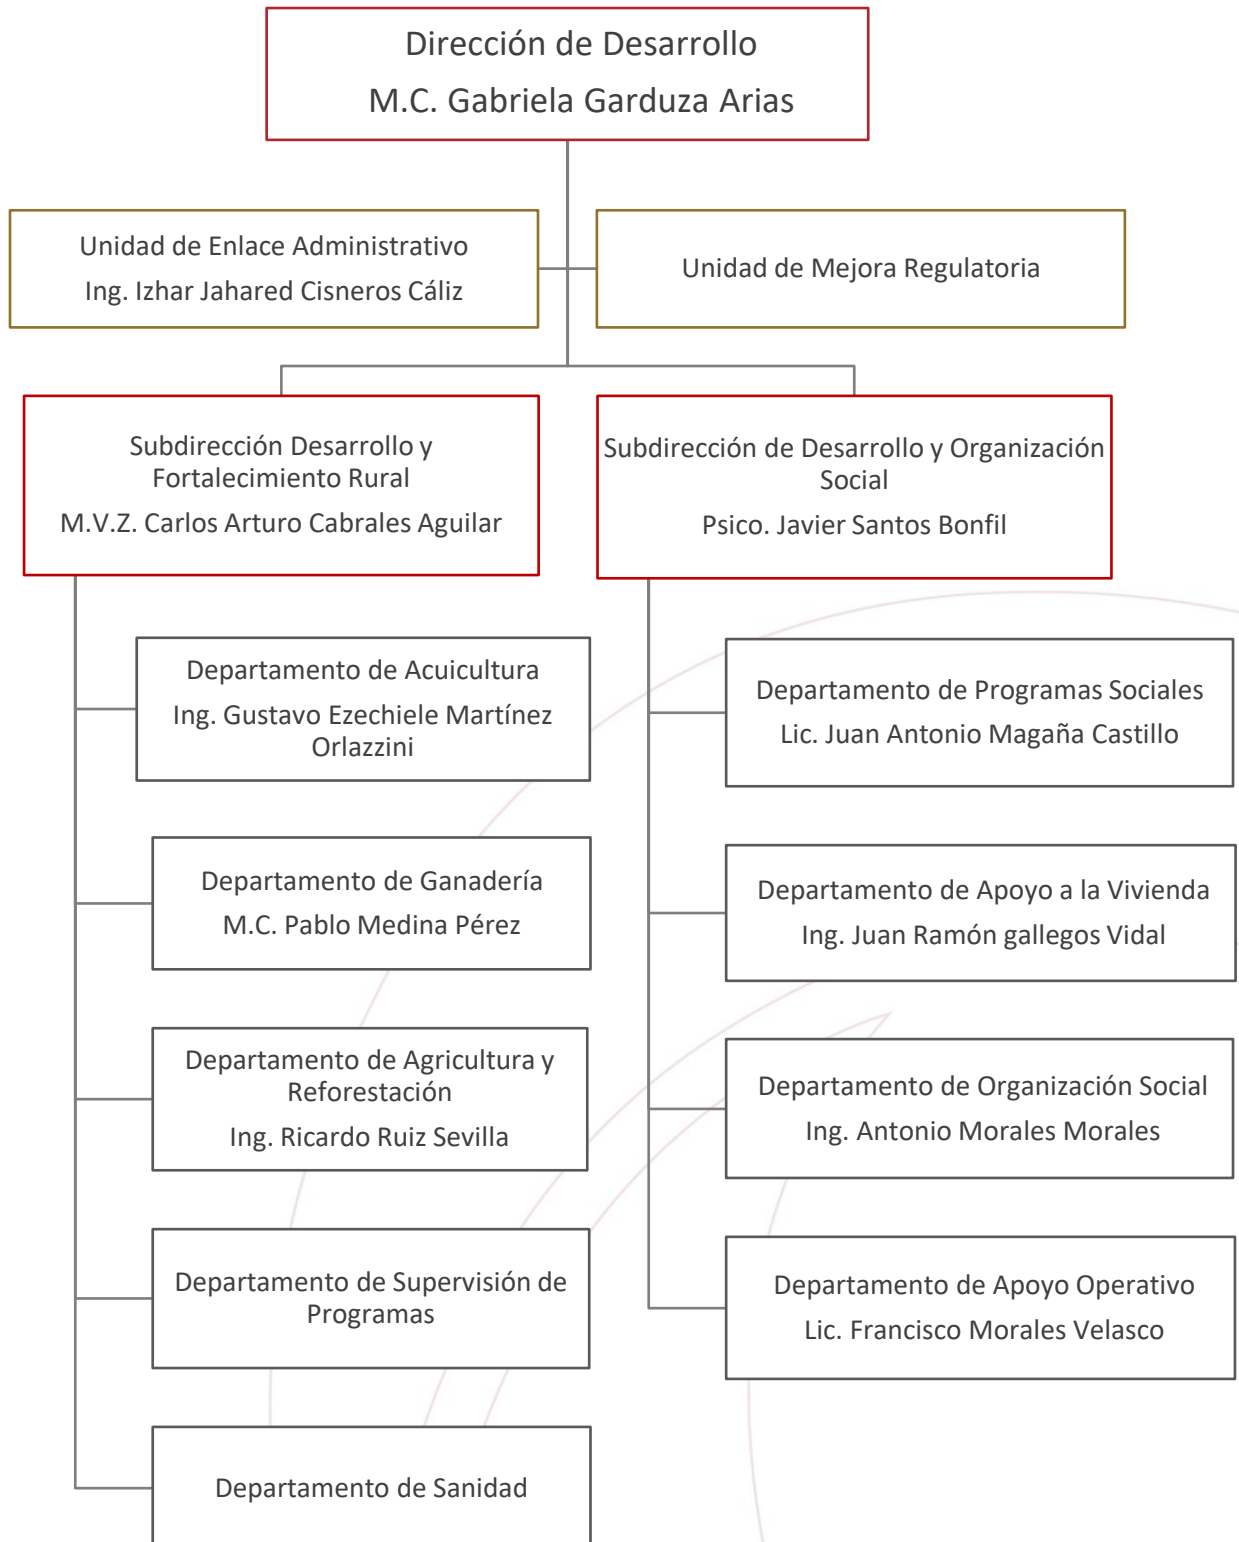 Dirección de Desarrollo
M.C. Gabriela Garduza Arias
Unidad de Enlace Administrativo
Ing. Izhar Jahared Cisneros Cáliz
Unidad de Mejora Regulatoria
Subdirección Desarrollo y
Fortalecimiento Rural
M.V.Z. Carlos Arturo Cabrales Aguilar
Subdirección de Desarrollo y Organización
Social
Psico. Javier Santos Bonfil
Departamento de Acuicultura
Ing. Gustavo Ezechiele Martínez
Orlazzini
Departamento de Ganadería
M.C. Pablo Medina Pérez
Departamento de Agricultura y
Reforestación
Ing. Ricardo Ruiz Sevilla
Departamento de Supervisión de
Programas
Departamento de Sanidad
Departamento de Programas Sociales
Lic. Juan Antonio Magaña Castillo
Departamento de Apoyo a la Vivienda
Ing. Juan Ramón gallegos Vidal
Departamento de Organización Social
Ing. Antonio Morales Morales
Departamento de Apoyo Operativo
Lic. Francisco Morales Velasco